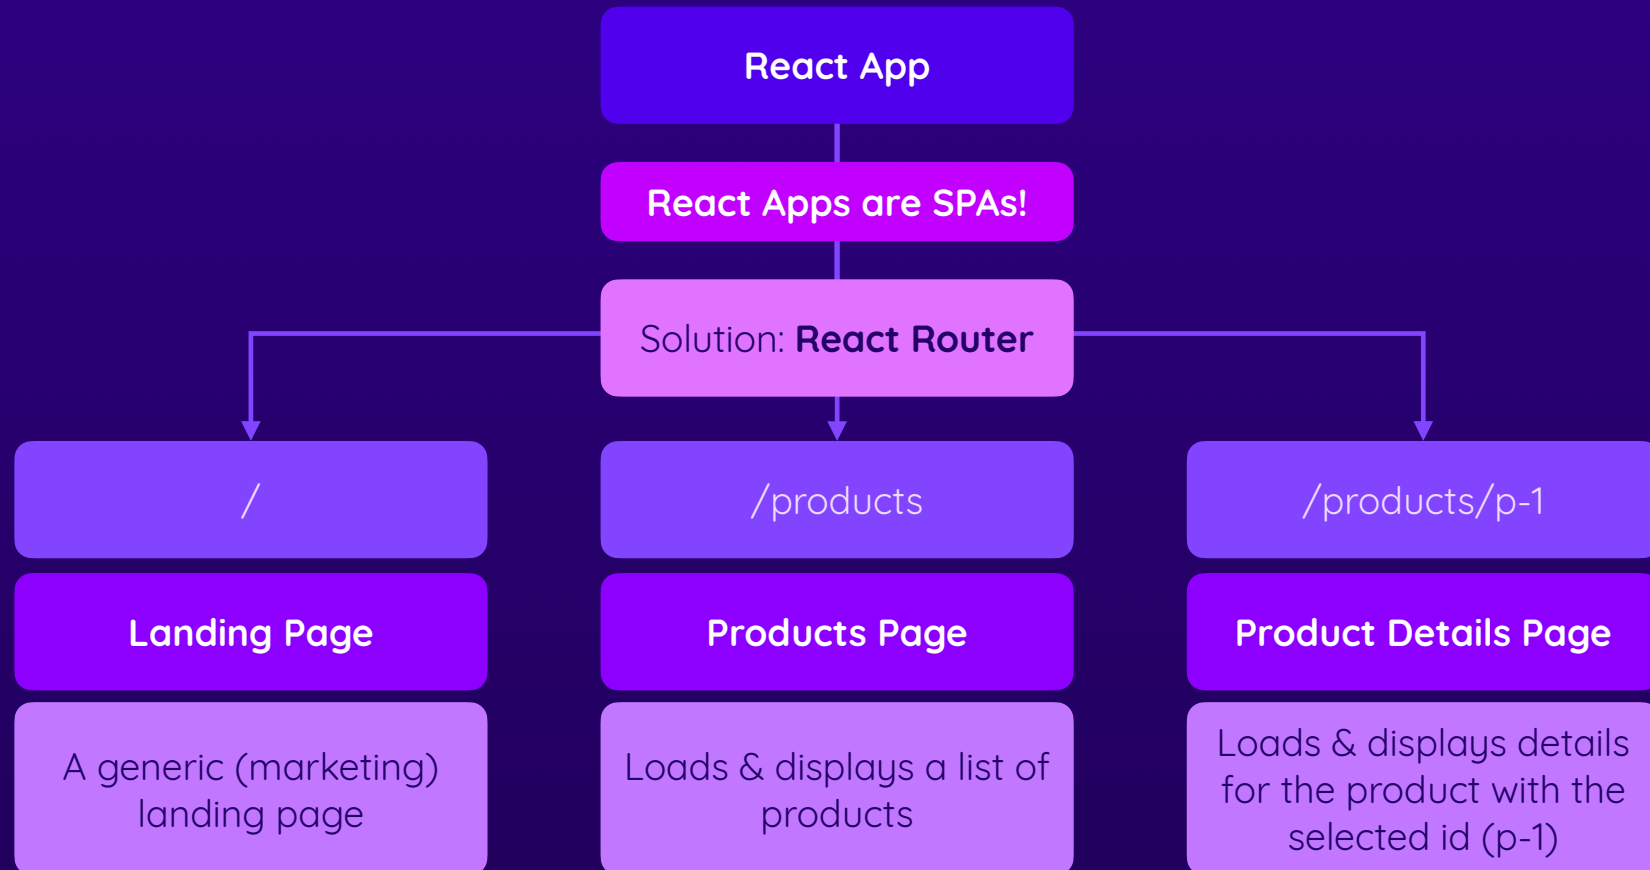 React App
React Apps are SPAs!
Solution: React Router
/
/products
/products/p-1
Landing Page
Products Page
Product Details Page
A generic (marketing)
landing page
Loads & displays a list of
products
Loads & displays details
for the product with the
selected id (p-1)